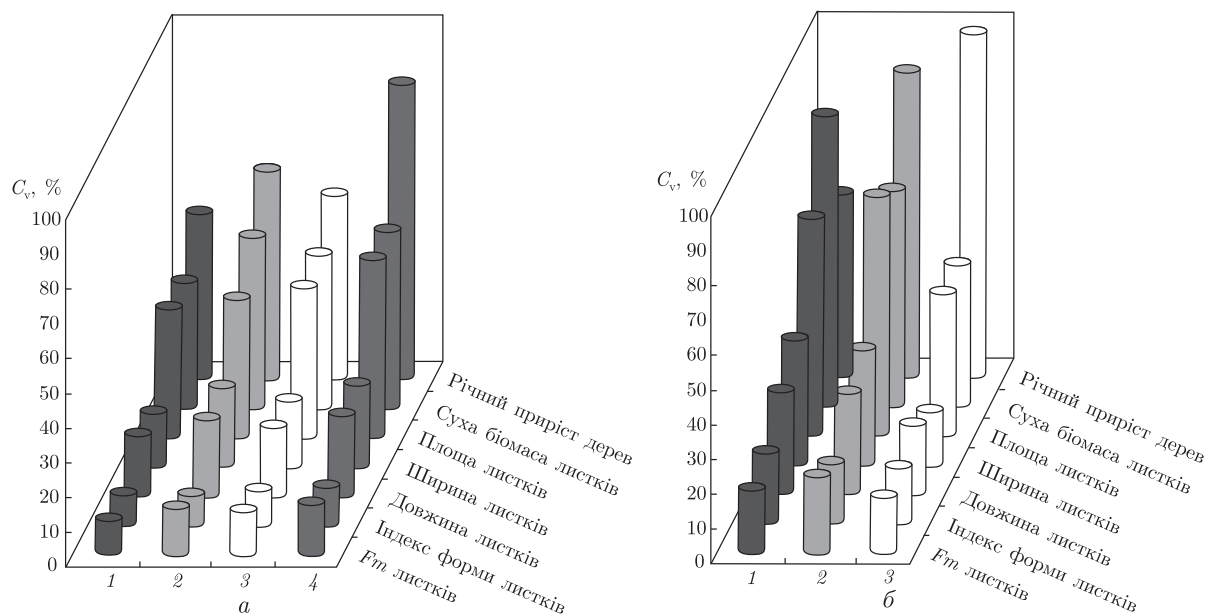 C_v, %
100
90
80
70
60
50
40
30
20
10
0
1 2 3 4
а
Річний приріст дерев
Суха біомаса листків
Площа листків
Ширина листків
Довжина листків
Індекс форми листків
Fm листків
C_v, %
100
90
80
70
60
50
40
30
20
10
0
1 2 3
б
Річний приріст дерев
Суха біомаса листків
Площа листків
Ширина листків
Довжина листків
Індекс форми листків
Fm листків